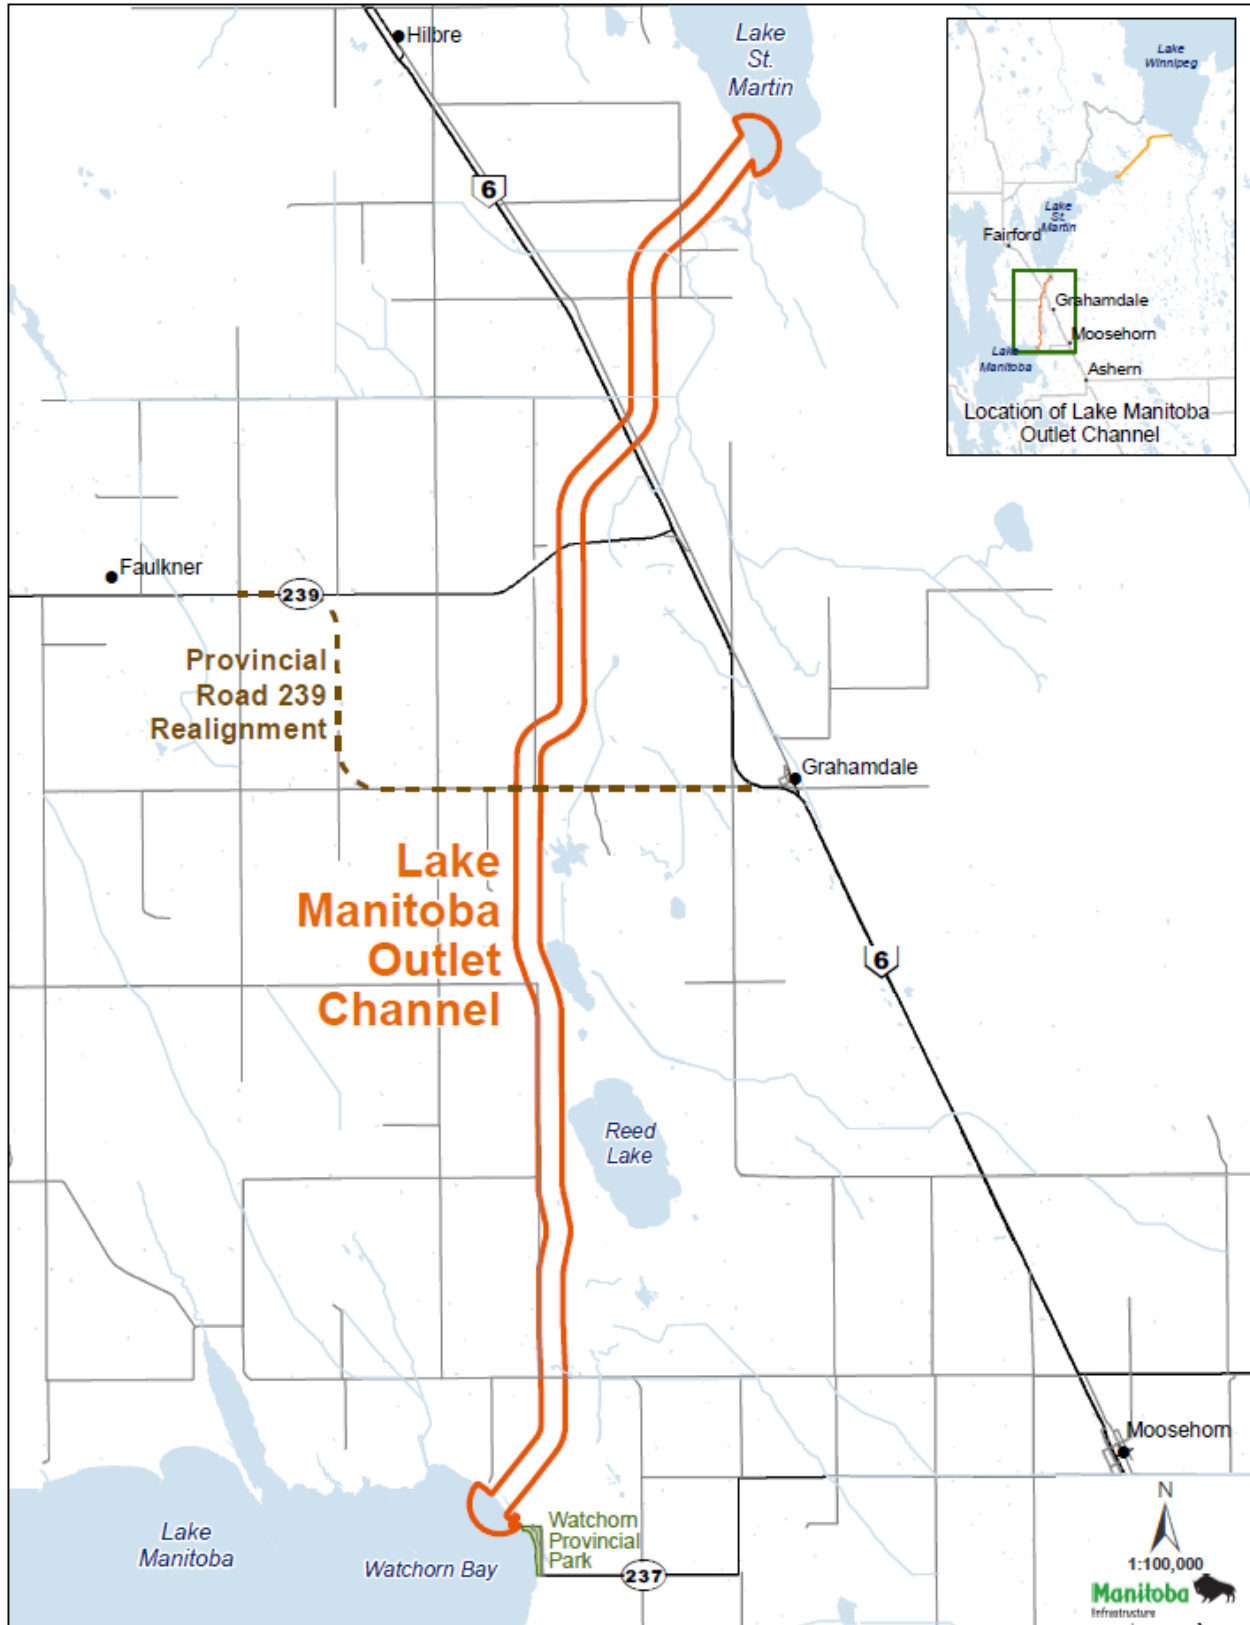 Hilbre
Lake
St.
Martin
6
Lake
Winnipeg
Lake
St.
Martin
Fairford
Grahamdale
Moosehorn
Lake
Manitoba
Ashern
Location of Lake Manitoba
Outlet Channel
Faulkner
239
Provincial
Road 239
Realignment
Grahamdale
Lake
Manitoba
Outlet
Channel
6
Reed
Lake
Moosehorn
N
1:100,000
Manitoba
Infrastructure
Lake
Manitoba
Watchorn Bay
Watchorn
Provincial
Park
237